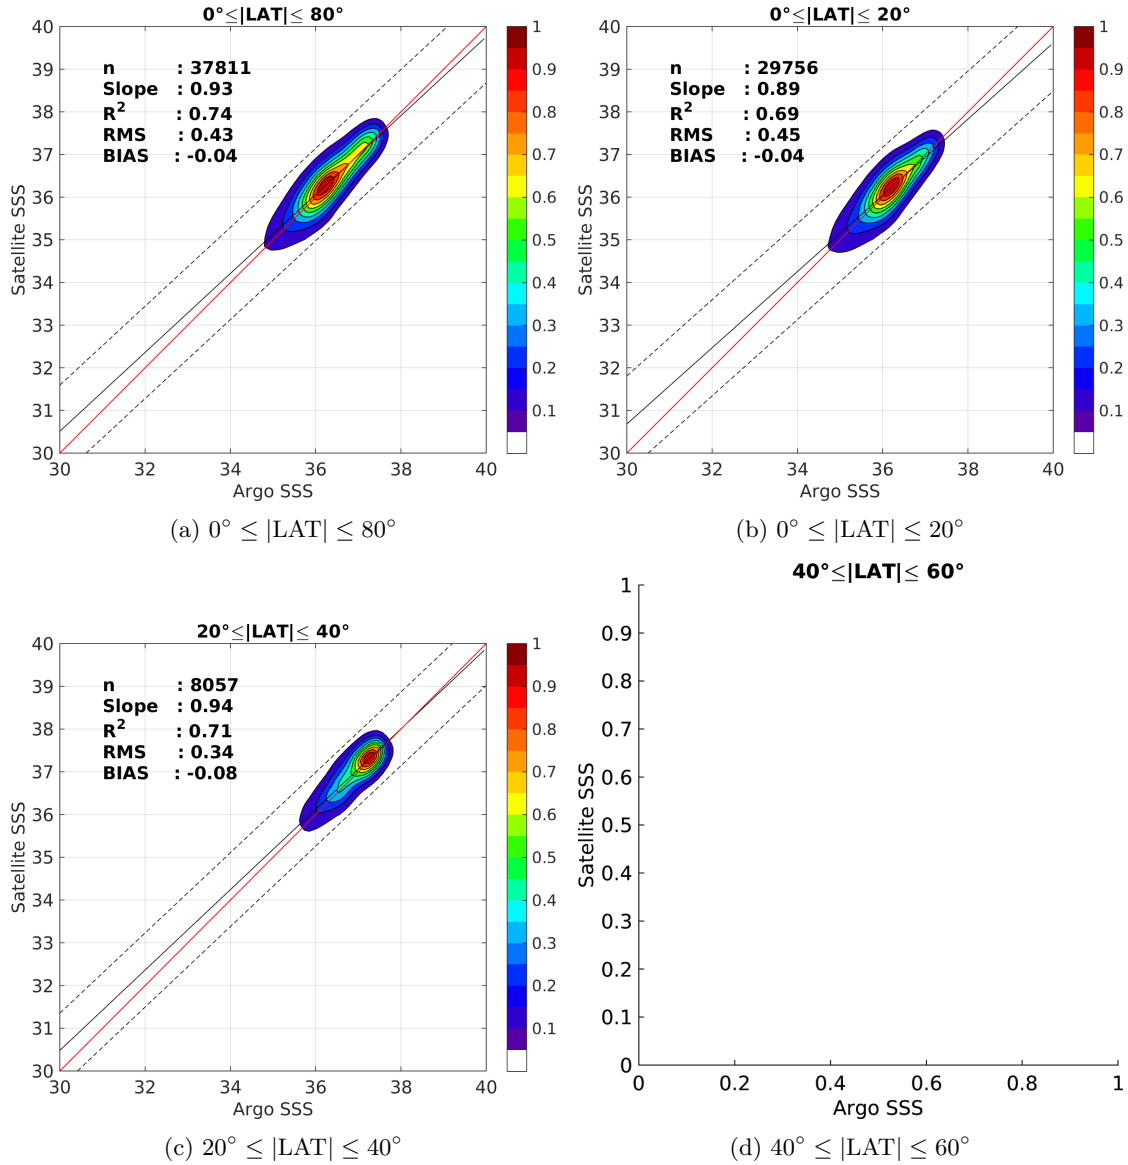 0°≤|LAT|≤ 80°
n : 37811
Slope : 0.93
R² : 0.74
RMS : 0.43
BIAS : -0.04
40
39
38
37
36
35
34
33
32
31
30
Satellite SSS
30 32 34 36 38 40
Argo SSS
1
0.9
0.8
0.7
0.6
0.5
0.4
0.3
0.2
0.1
(a) 0° ≤ |LAT| ≤ 80°
0°≤|LAT|≤ 20°
n : 29756
Slope : 0.89
R² : 0.69
RMS : 0.45
BIAS : -0.04
40
39
38
37
36
35
34
33
32
31
30
Satellite SSS
30 32 34 36 38 40
Argo SSS
1
0.9
0.8
0.7
0.6
0.5
0.4
0.3
0.2
0.1
(b) 0° ≤ |LAT| ≤ 20°
20°≤|LAT|≤ 40°
n : 8057
Slope : 0.94
R² : 0.71
RMS : 0.34
BIAS : -0.08
40
39
38
37
36
35
34
33
32
31
30
Satellite SSS
30 32 34 36 38 40
Argo SSS
1
0.9
0.8
0.7
0.6
0.5
0.4
0.3
0.2
0.1
(c) 20° ≤ |LAT| ≤ 40°
40°≤|LAT|≤ 60°
1
0.9
0.8
0.7
0.6
0.5
0.4
0.3
0.2
0.1
0
Satellite SSS
0 0.2 0.4 0.6 0.8 1
Argo SSS
(d) 40° ≤ |LAT| ≤ 60°